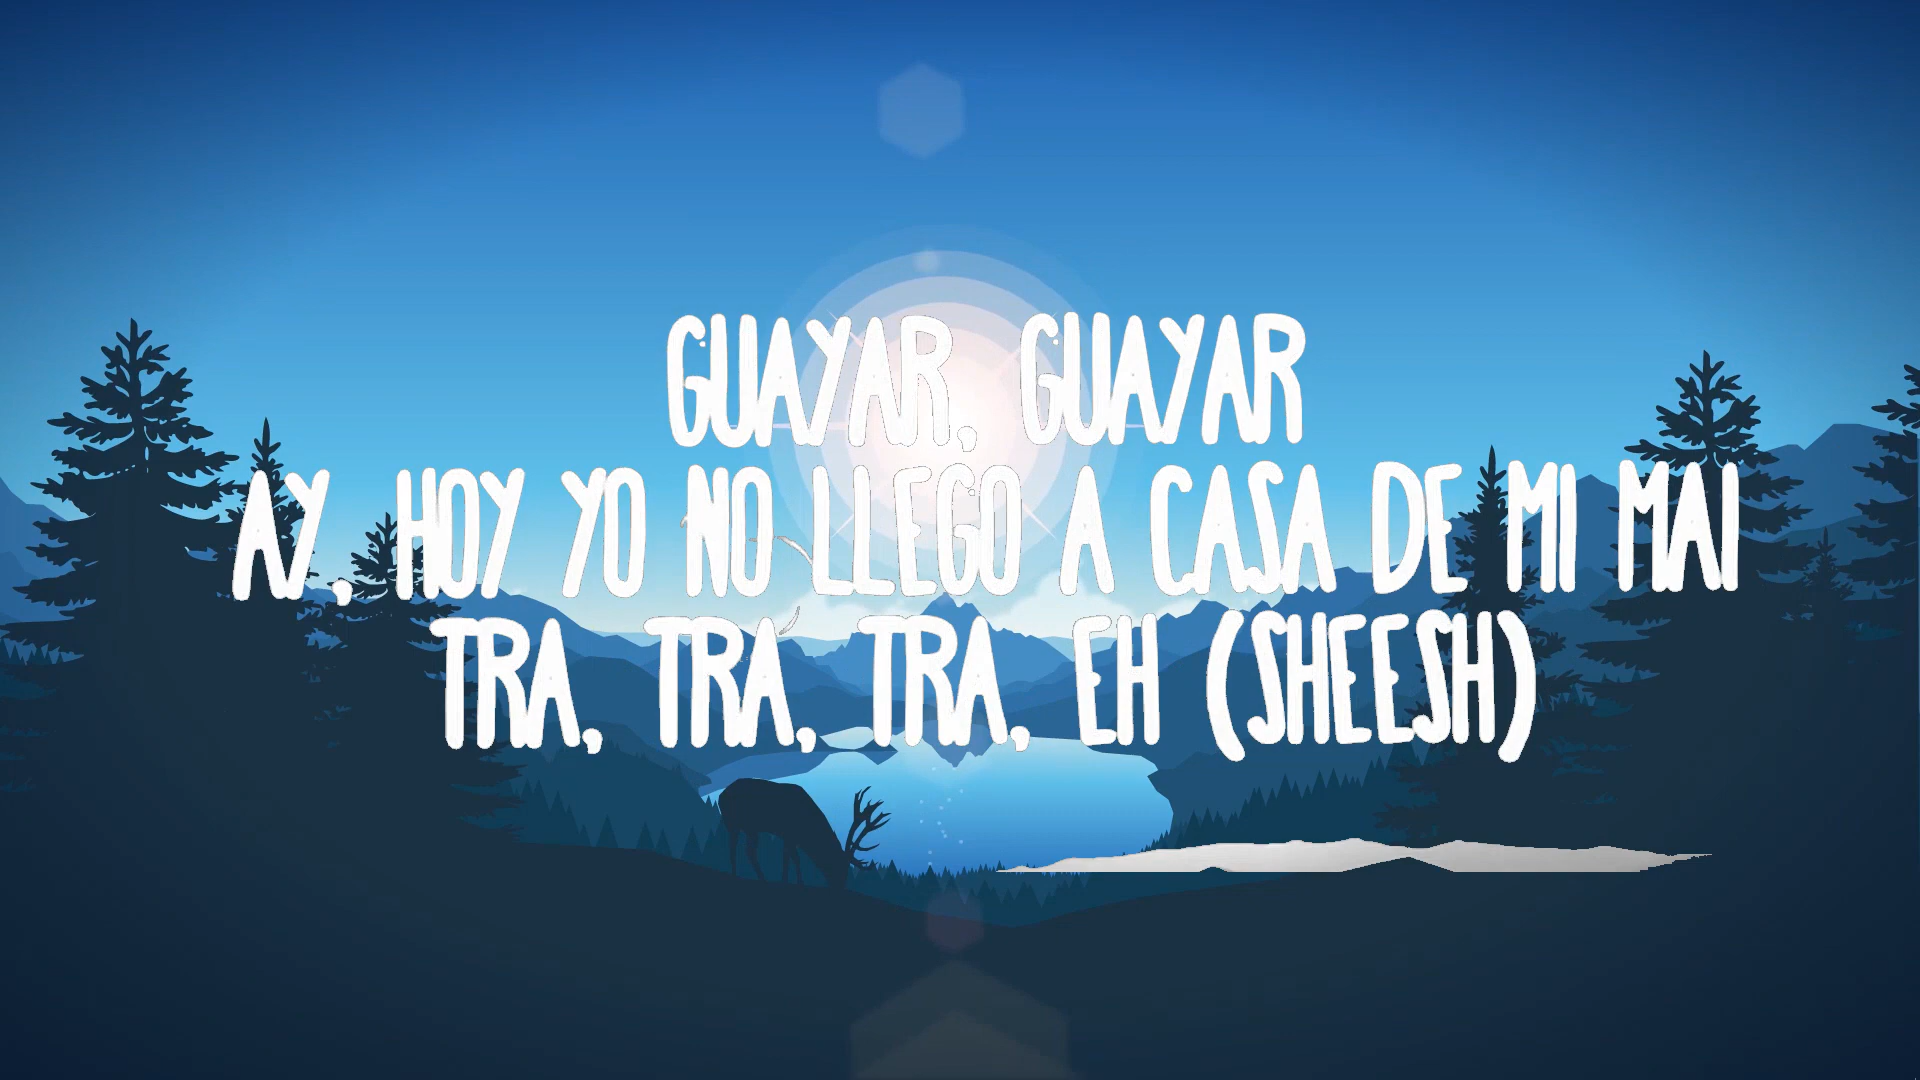 GUAYAR, GUAYAR
AY, HOY YO NO LLEGO A CASA DE MI MAI
TRA, TRA, TRA, EH (SHEESH)